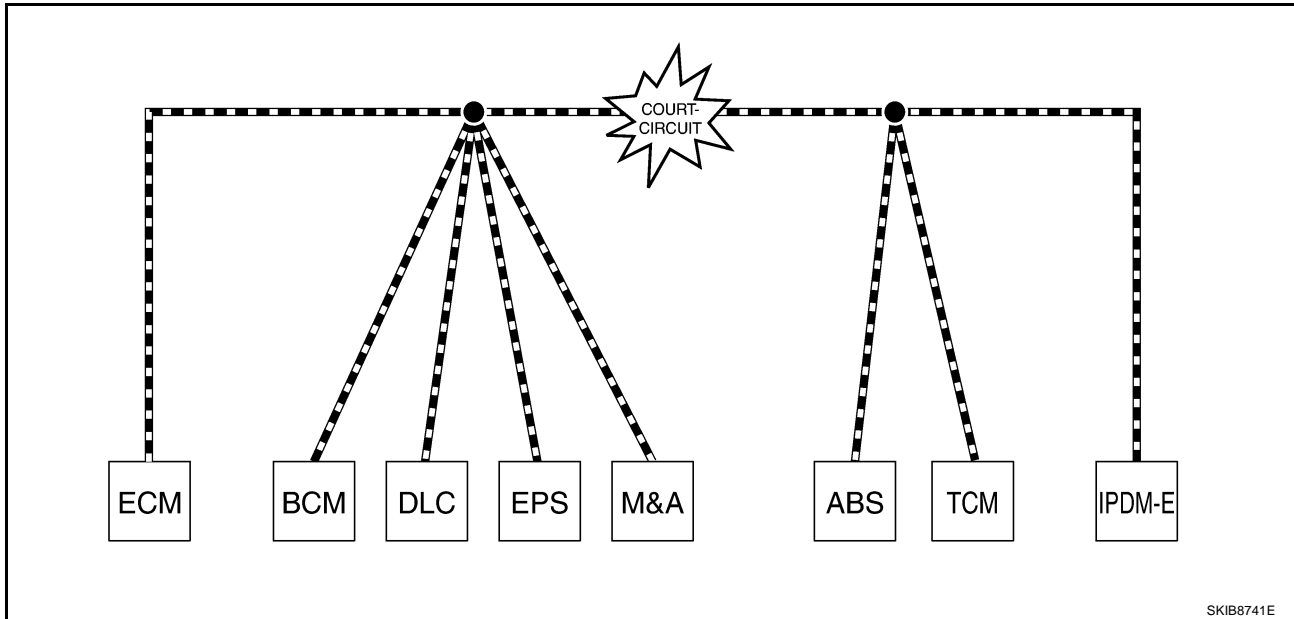 COURT-
CIRCUIT
ECM
BCM
DLC
EPS
M&A
ABS
TCM
IPDM-E
SKIB8741E